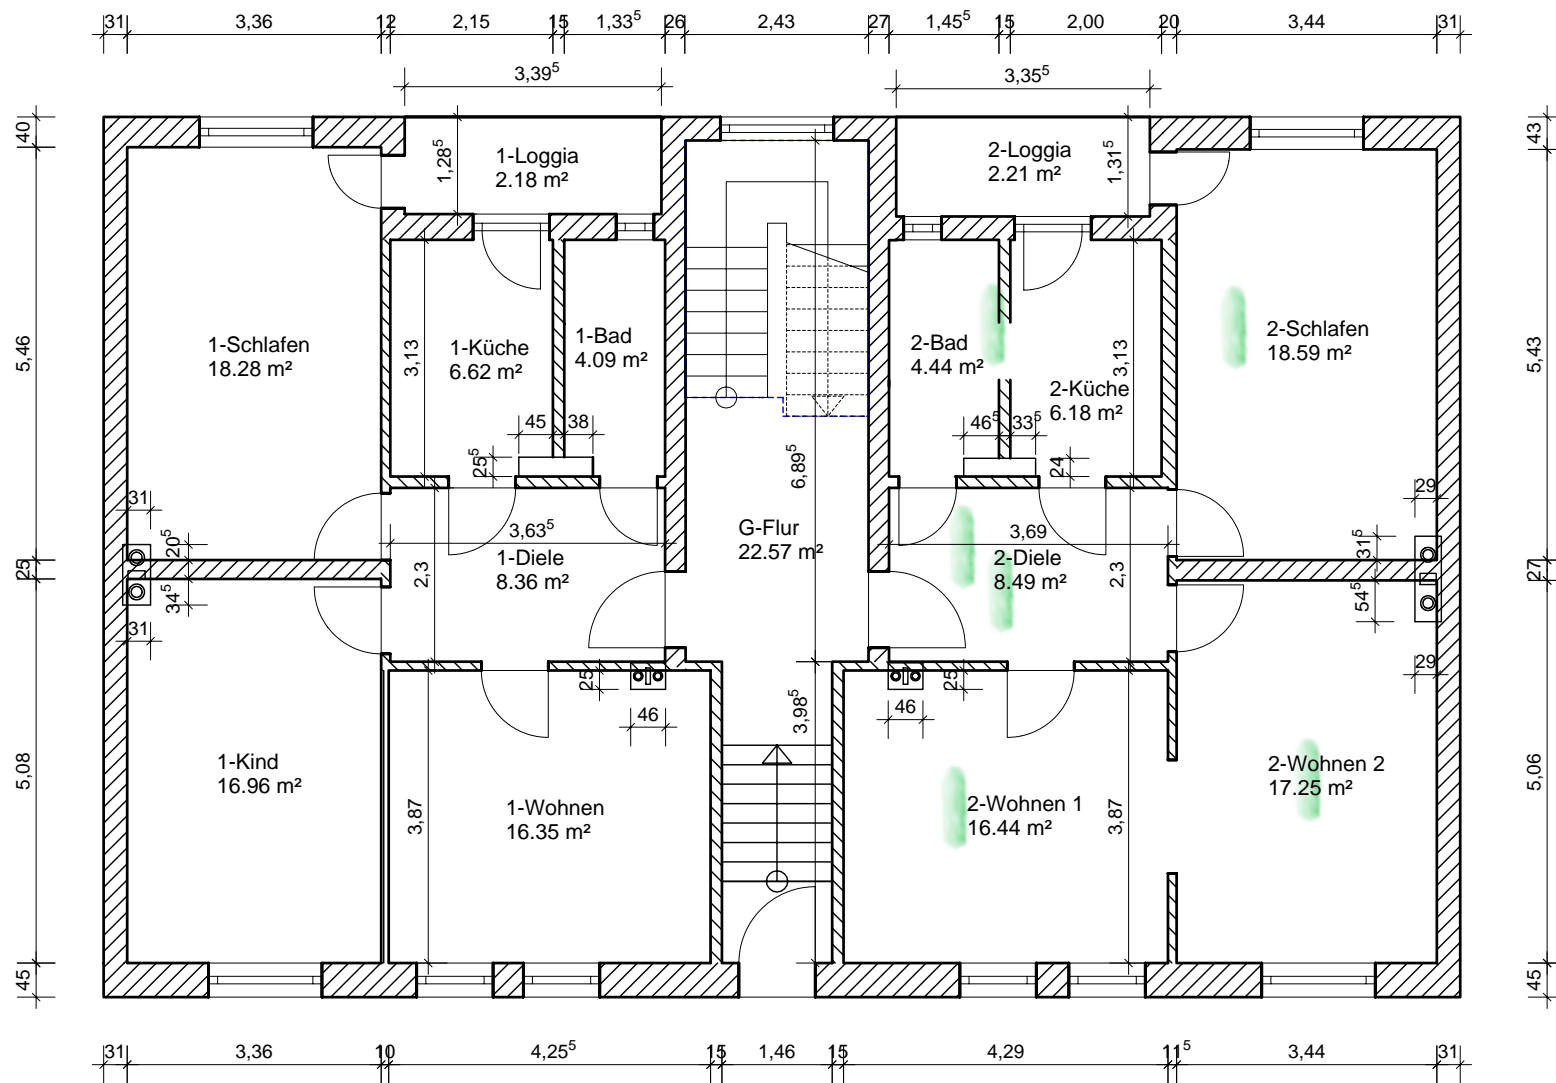 31 3,36 12 2,15 15 1,33⁵ 26 2,43 27 1,45⁵ 15 2,00 20 3,44 31
3,39⁵ 3,35⁵
40 43
1,28⁵ 1,31⁵
1-Loggia
2.18 m²
2-Loggia
2.21 m²
5,46 5,43
1-Schlafen
18.28 m²
3,13
1-Küche
6.62 m²
1-Bad
4.09 m²
2-Bad
4.44 m²
3,13
2-Küche
6.18 m²
2-Schlafen
18.59 m²
45 38 46⁵ 33⁵
25⁵ 24
6,89⁵
31 29
20⁵ 31⁵
3,63⁵ 3,69
1-Diele
8.36 m²
G-Flur
22.57 m²
2-Diele
8.49 m²
2,3 2,3
25 27
34⁵ 54⁵
31 29
25 25
46 46
3,98⁵
5,08 5,06
1-Kind
16.96 m²
3,87
1-Wohnen
16.35 m²
2-Wohnen 1
16.44 m²
3,87
2-Wohnen 2
17.25 m²
45 45
31 3,36 10 4,25⁵ 15 1,46 15 4,29 11⁵ 3,44 31